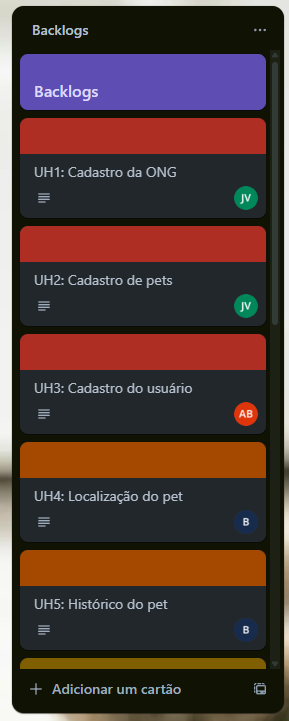 Backlogs
Backlogs
UH1: Cadastro da ONG
JV
UH2: Cadastro de pets
JV
UH3: Cadastro do usuário
AB
UH4: Localização do pet
B
UH5: Histórico do pet
B
Adicionar um cartão